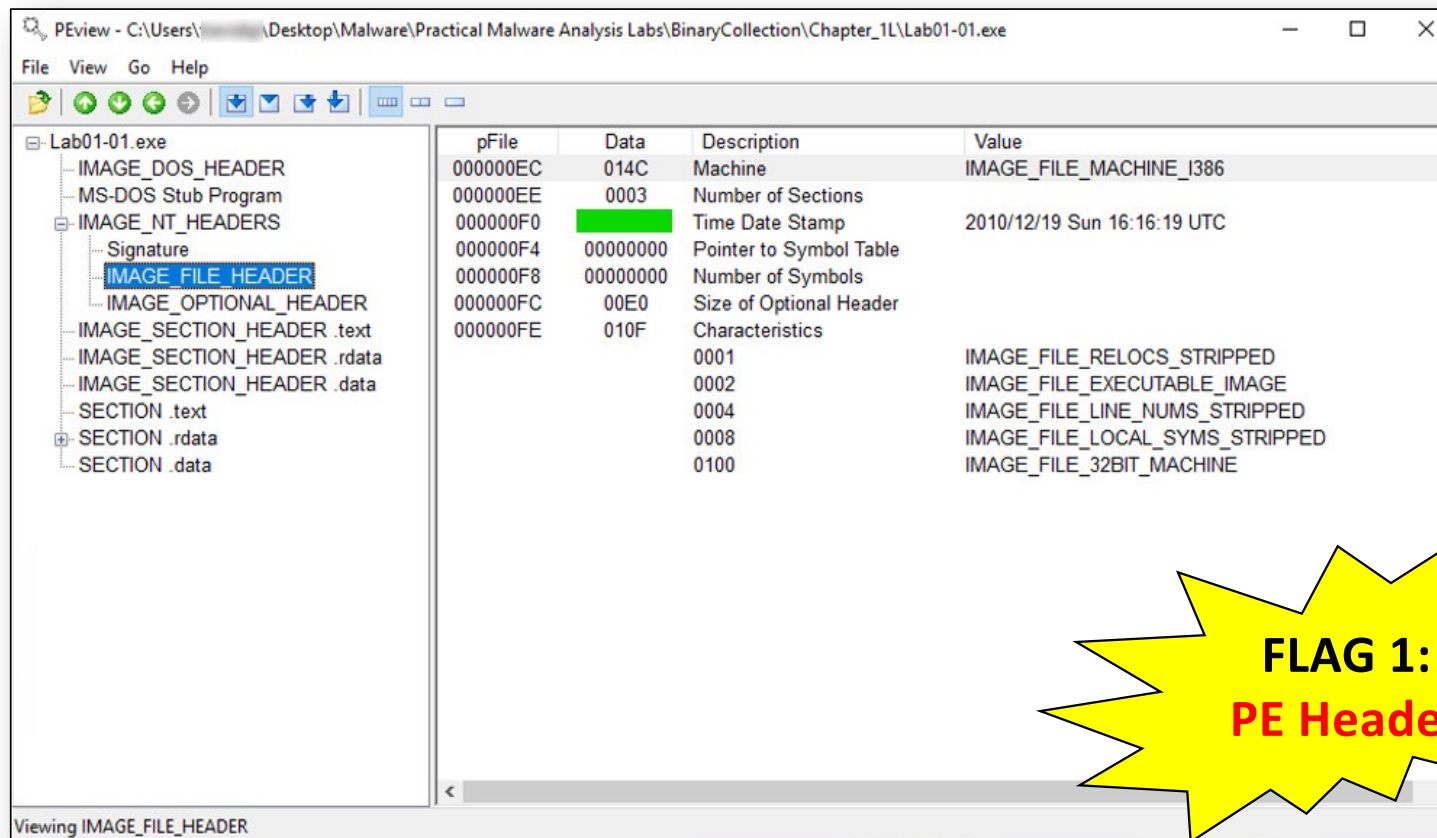 PEview - C:\Users\ \Desktop\Malware\Practical Malware Analysis Labs\BinaryCollection\Chapter_1L\Lab01-01.exe
File View Go Help
Lab01-01.exe
IMAGE_DOS_HEADER
MS-DOS Stub Program
IMAGE_NT_HEADERS
Signature
IMAGE_FILE_HEADER
IMAGE_OPTIONAL_HEADER
IMAGE_SECTION_HEADER .text
IMAGE_SECTION_HEADER .rdata
IMAGE_SECTION_HEADER .data
SECTION .text
SECTION .rdata
SECTION .data
pFile Data Description Value
000000EC 014C Machine IMAGE_FILE_MACHINE_I386
000000EE 0003 Number of Sections
000000F0 Time Date Stamp 2010/12/19 Sun 16:16:19 UTC
000000F4 00000000 Pointer to Symbol Table
000000F8 00000000 Number of Symbols
000000FC 00E0 Size of Optional Header
000000FE 010F Characteristics
0001 IMAGE_FILE_RELOCS_STRIPPED
0002 IMAGE_FILE_EXECUTABLE_IMAGE
0004 IMAGE_FILE_LINE_NUMS_STRIPPED
0008 IMAGE_FILE_LOCAL_SYMS_STRIPPED
0100 IMAGE_FILE_32BIT_MACHINE
FLAG 1:
PE Heade
Viewing IMAGE_FILE_HEADER